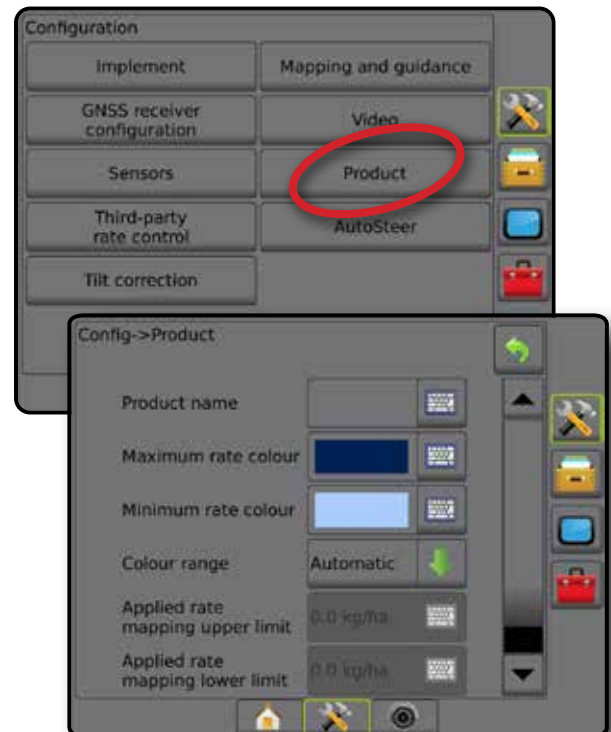 Configuration
Implement
Mapping and guidance
GNSS receiver
configuration
Video
Sensors
Product
Third-party
rate control
AutoSteer
Tilt correction
Config->Product
Product name
Maximum rate colour
Minimum rate colour
Colour range
Automatic
Applied rate
mapping upper limit
0.0 kg/ha
Applied rate
mapping lower limit
0.0 kg/ha